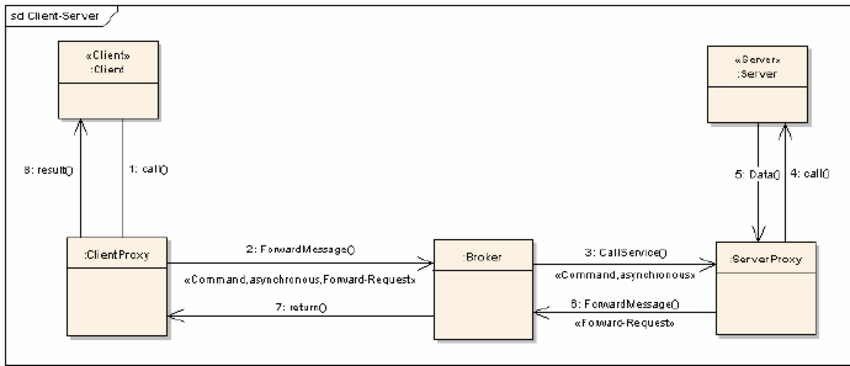 sd Client-Server
«Client»
:Client
«Server»
:Server
8: result()
1: call()
5: Data()
4: call()
:ClientProxy
2: ForwardMessage()
«Command,asynchronous,Forward-Request»
7: return()
:Broker
3: CallService()
«Command,asynchronous»
6: ForwardMessage()
«Forward-Request»
:ServerProxy